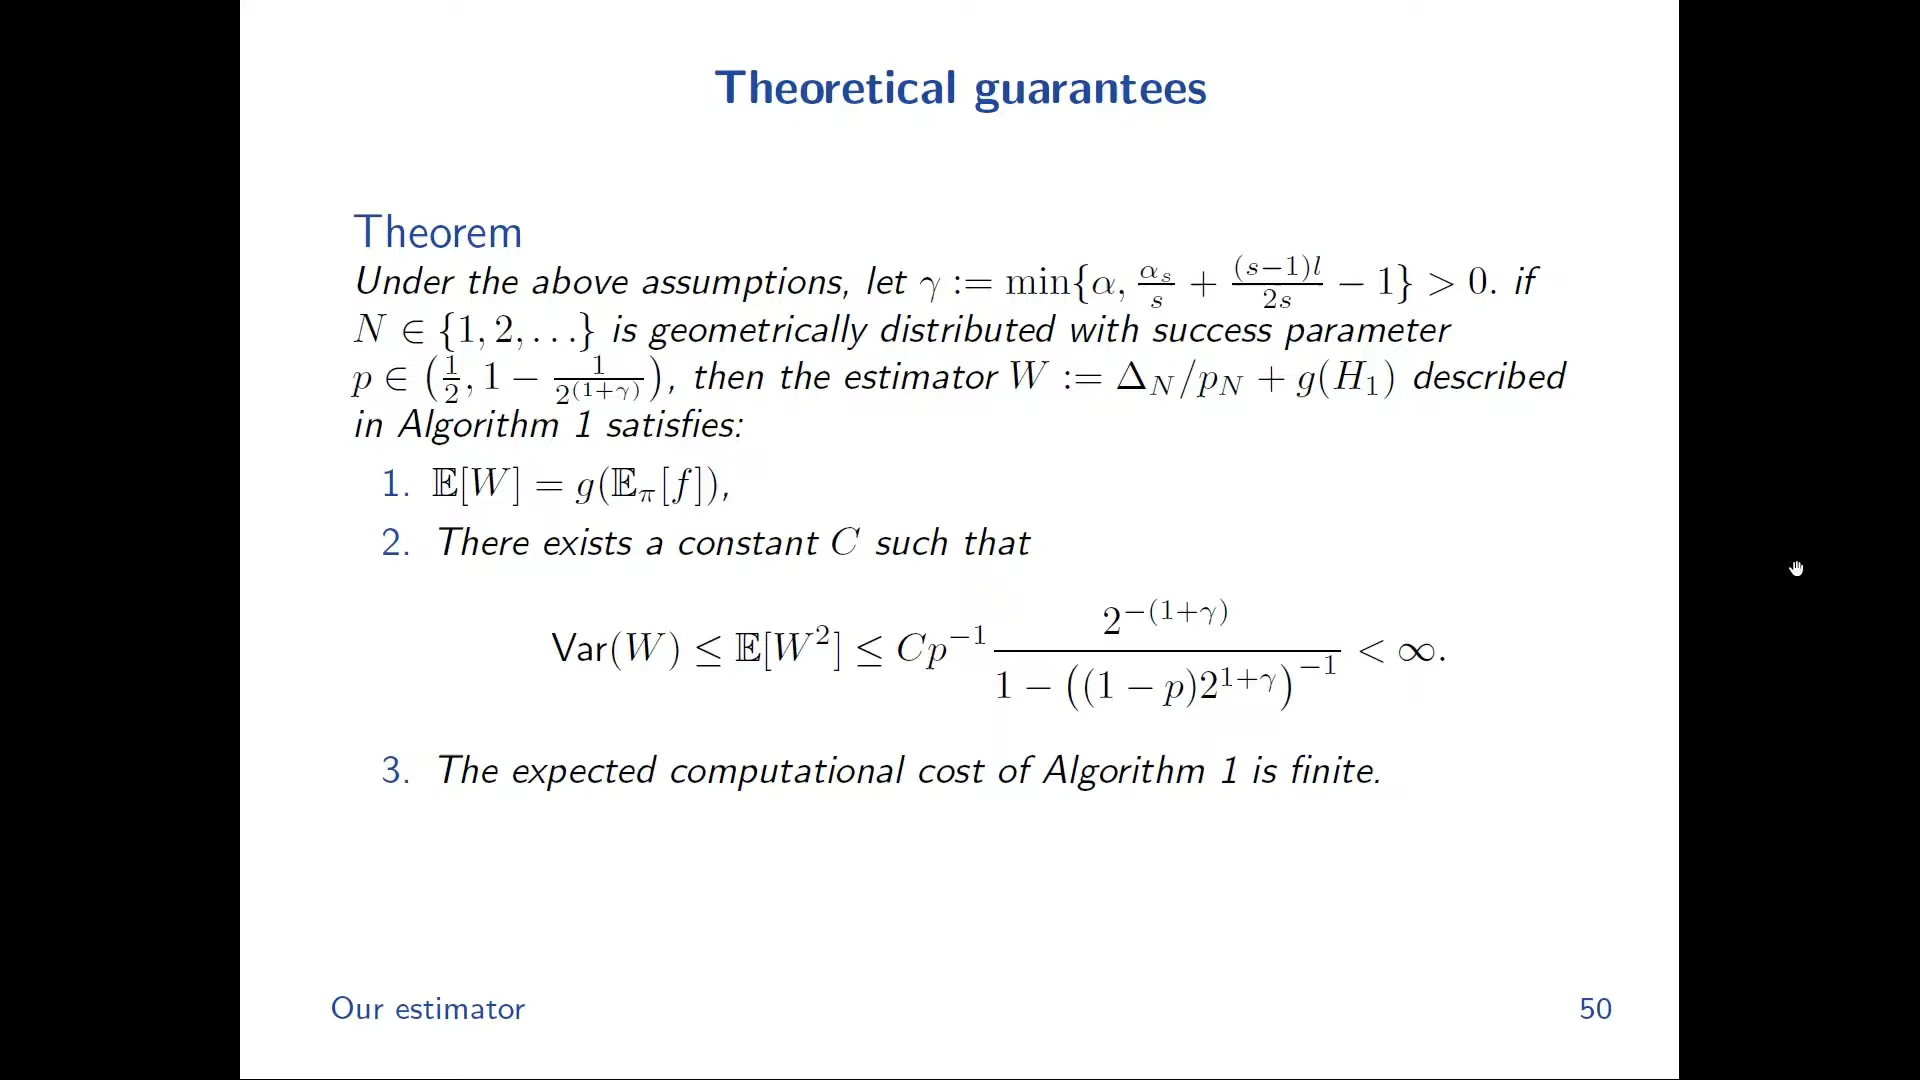 Theoretical guarantees
Theorem
Under the above assumptions, let γ := min{α, α_s/s + (s−1)l/2s − 1} > 0. if
N ∈ {1, 2, . . .} is geometrically distributed with success parameter
p ∈ (1/2, 1 − 1/2^(1+γ)), then the estimator W := Δ_N/p_N + g(H_1) described
in Algorithm 1 satisfies:
1. 𝔼[W] = g(𝔼_π[f]),
2. There exists a constant C such that
Var(W) ≤ 𝔼[W²] ≤ Cp⁻¹ 2^−(1+γ) / (1 − ((1 − p)2^(1+γ))⁻¹) < ∞.
3. The expected computational cost of Algorithm 1 is finite.
Our estimator 50